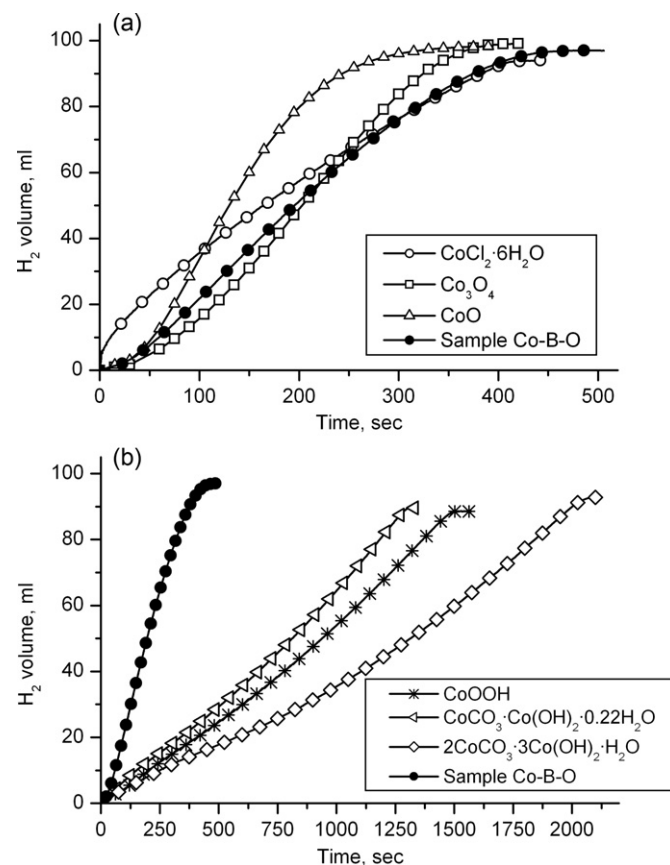 (a)
100
80
60
40
20
0
H₂ volume, ml
CoCl₂·6H₂O
Co₃O₄
CoO
Sample Co-B-O
0 100 200 300 400 500
Time, sec
(b)
100
80
60
40
20
0
H₂ volume, ml
CoOOH
CoCO₃·Co(OH)₂·0.22H₂O
2CoCO₃·3Co(OH)₂·H₂O
Sample Co-B-O
0 250 500 750 1000 1250 1500 1750 2000
Time, sec